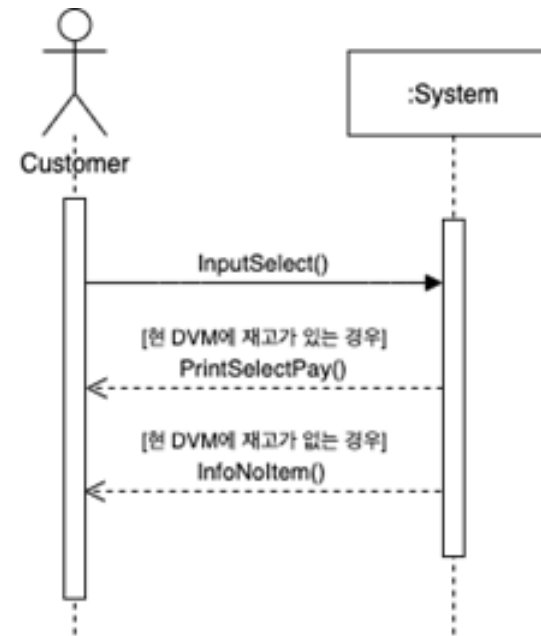 :System
Customer
InputSelect()
[현 DVM에 재고가 있는 경우]
PrintSelectPay()
[현 DVM에 재고가 없는 경우]
InfoNoItem()